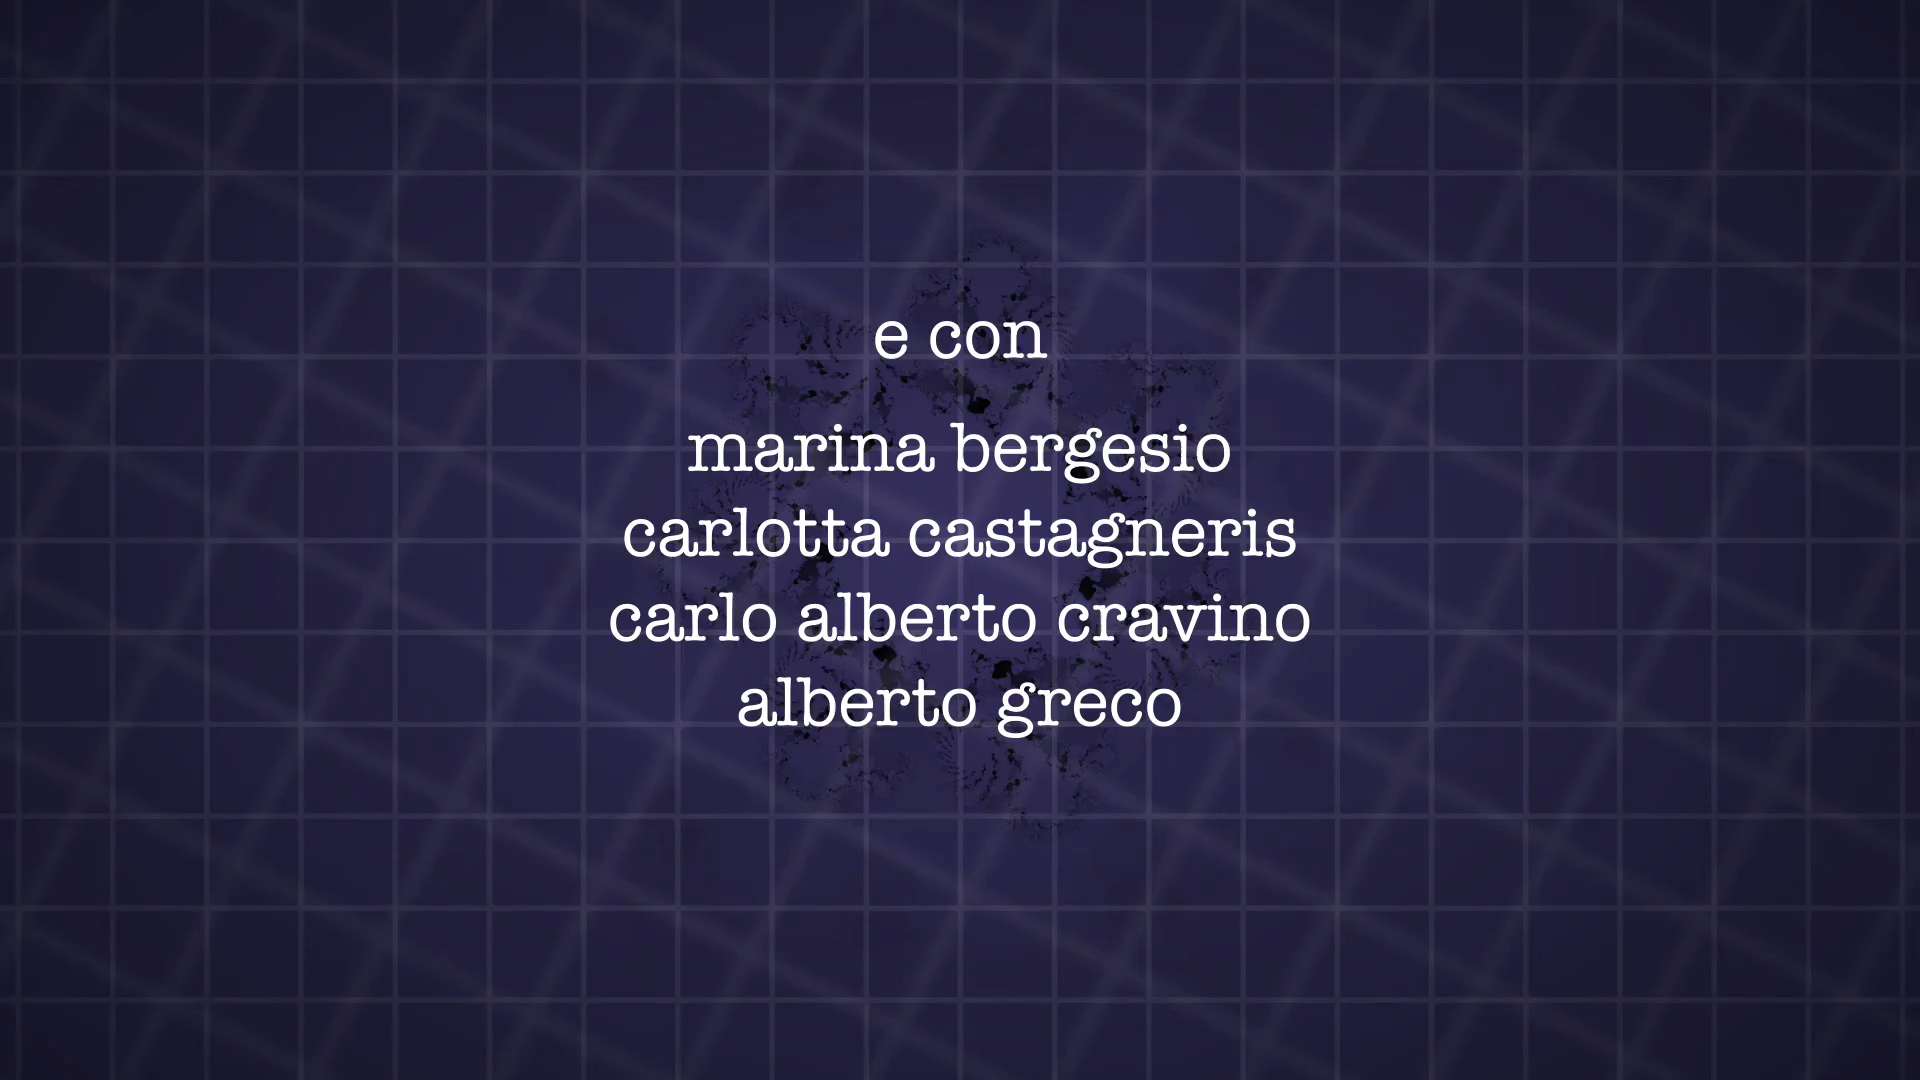 e con
marina bergesio
carlotta castagneris
carlo alberto cravino
alberto greco